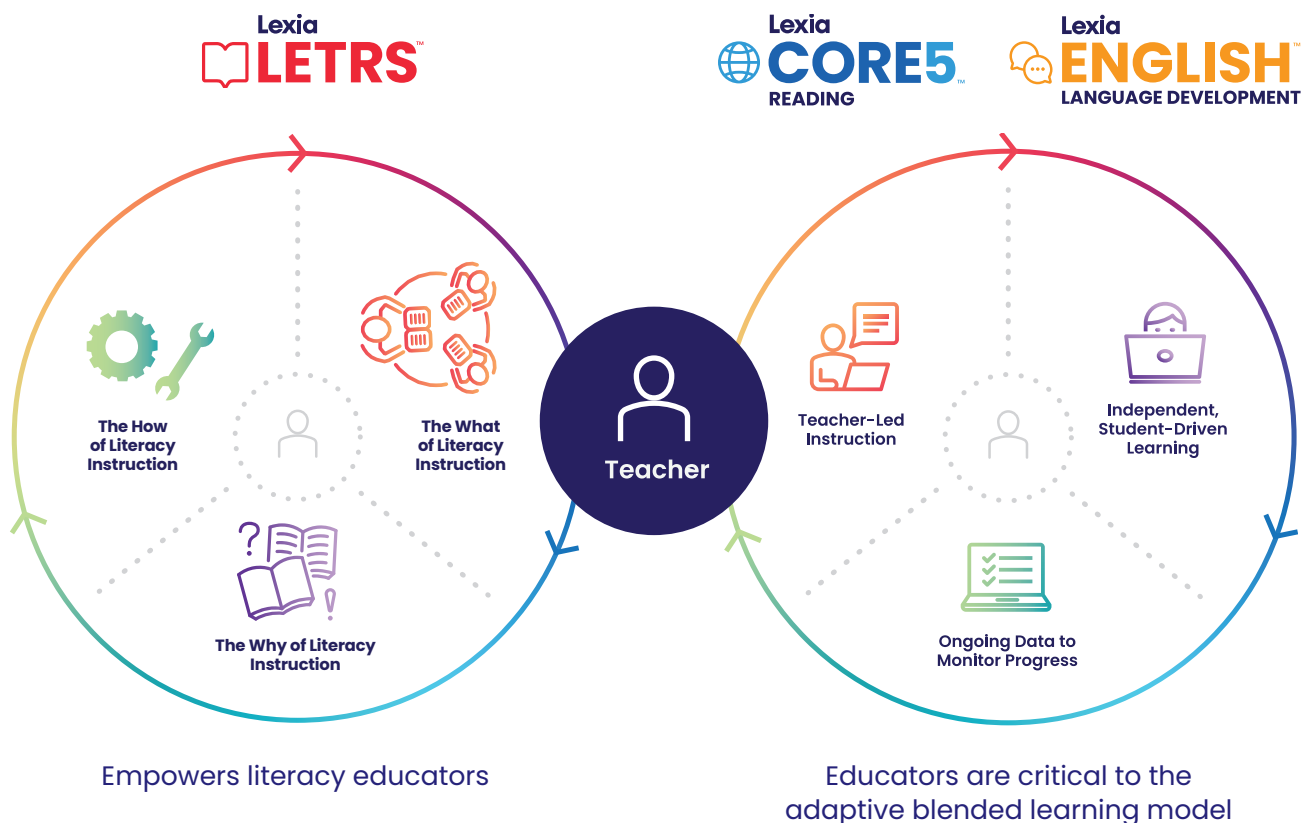 Lexia
LETRS™
Lexia
CORE5™
READING
Lexia
ENGLISH™
LANGUAGE DEVELOPMENT
The How
of Literacy
Instruction
The What
of Literacy
Instruction
?
!
The Why of Literacy
Instruction
Teacher
Teacher-Led
Instruction
Independent,
Student-Driven
Learning
Ongoing Data to
Monitor Progress
Empowers literacy educators
Educators are critical to the
adaptive blended learning model